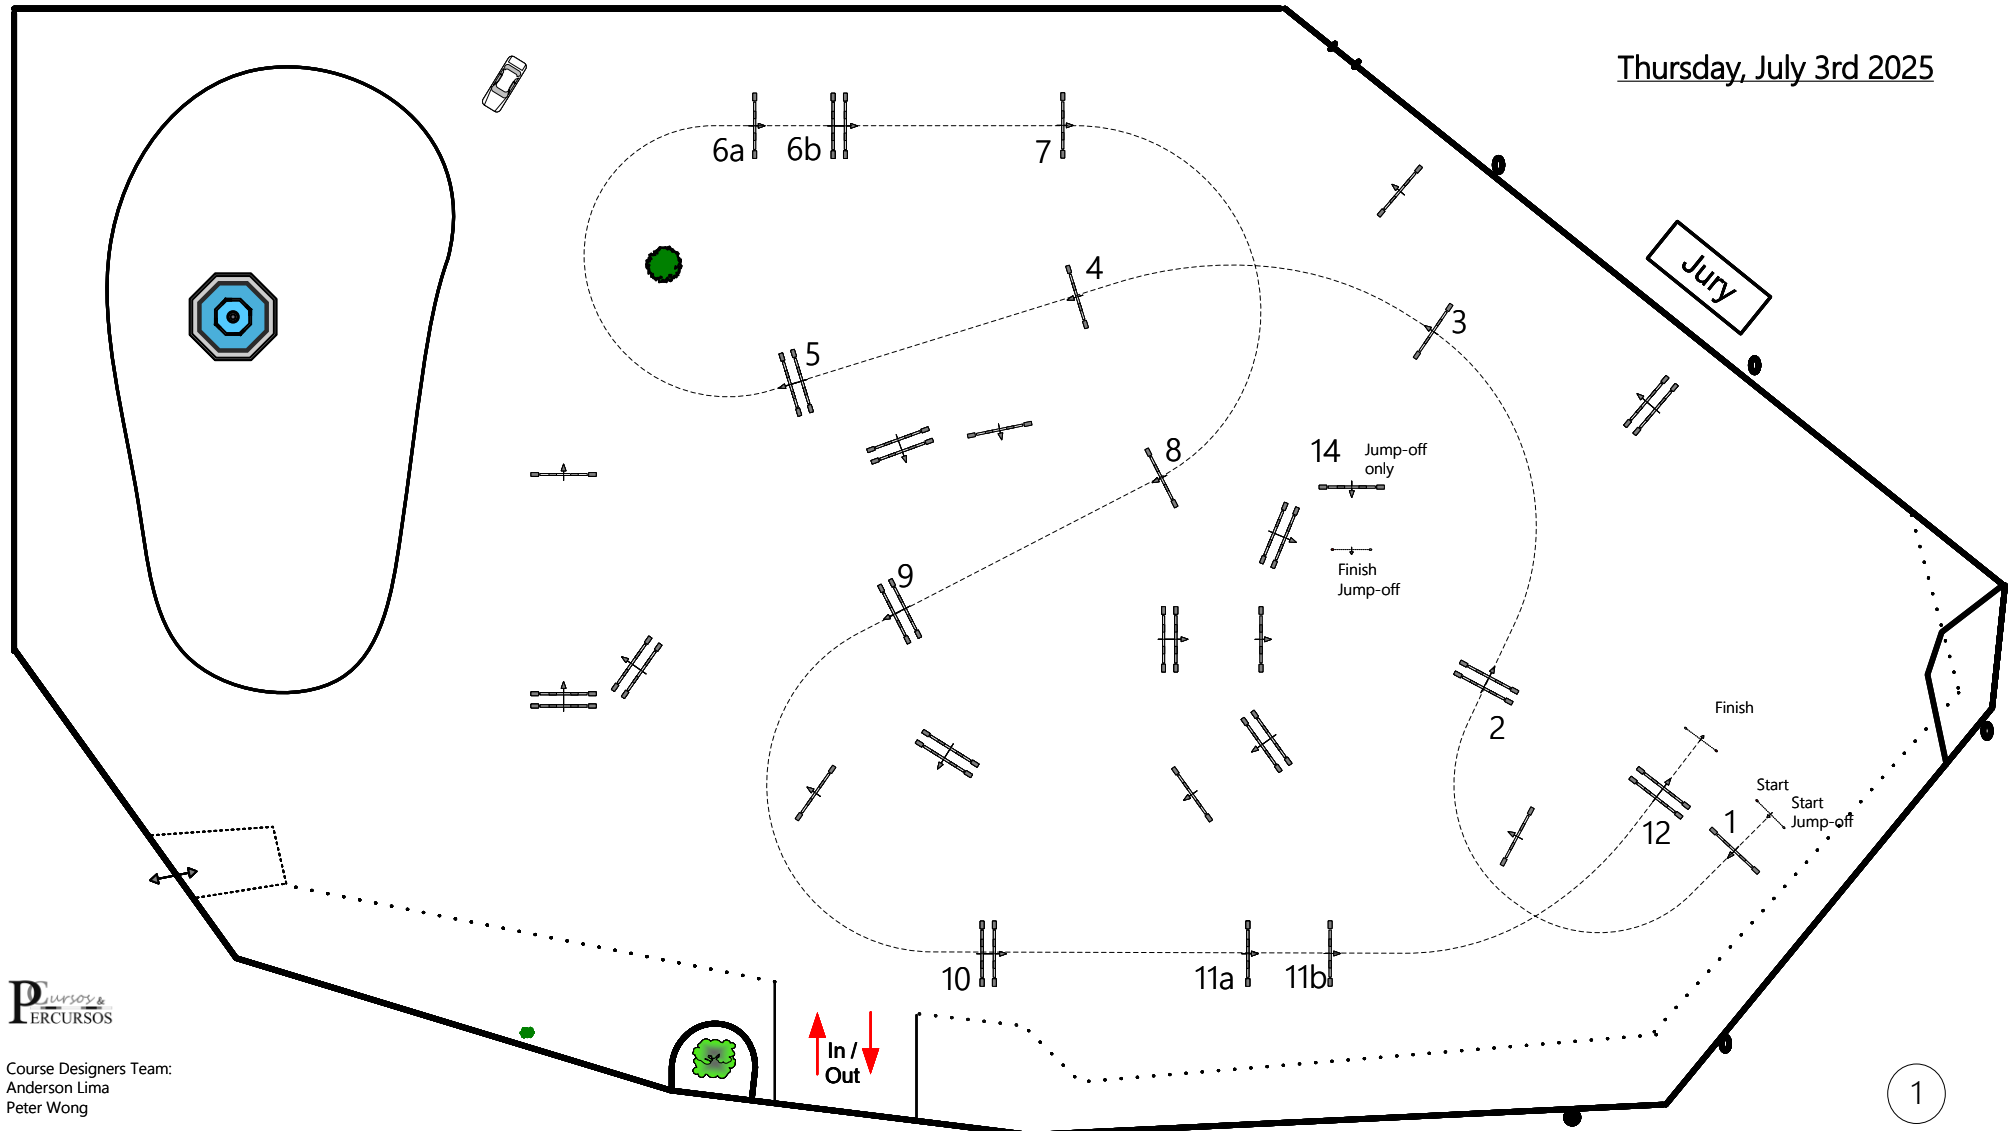 Thursday, July 3rd 2025
6a
6b
7
Jury
4
3
5
8
14
Jump-off
only
9
Finish
Jump-off
2
Finish
Start
Start
Jump-off
1
12
10
11a
11b
P Cursos &
ERCURSOS
In /
Out
Course Designers Team:
Anderson Lima
Peter Wong
1